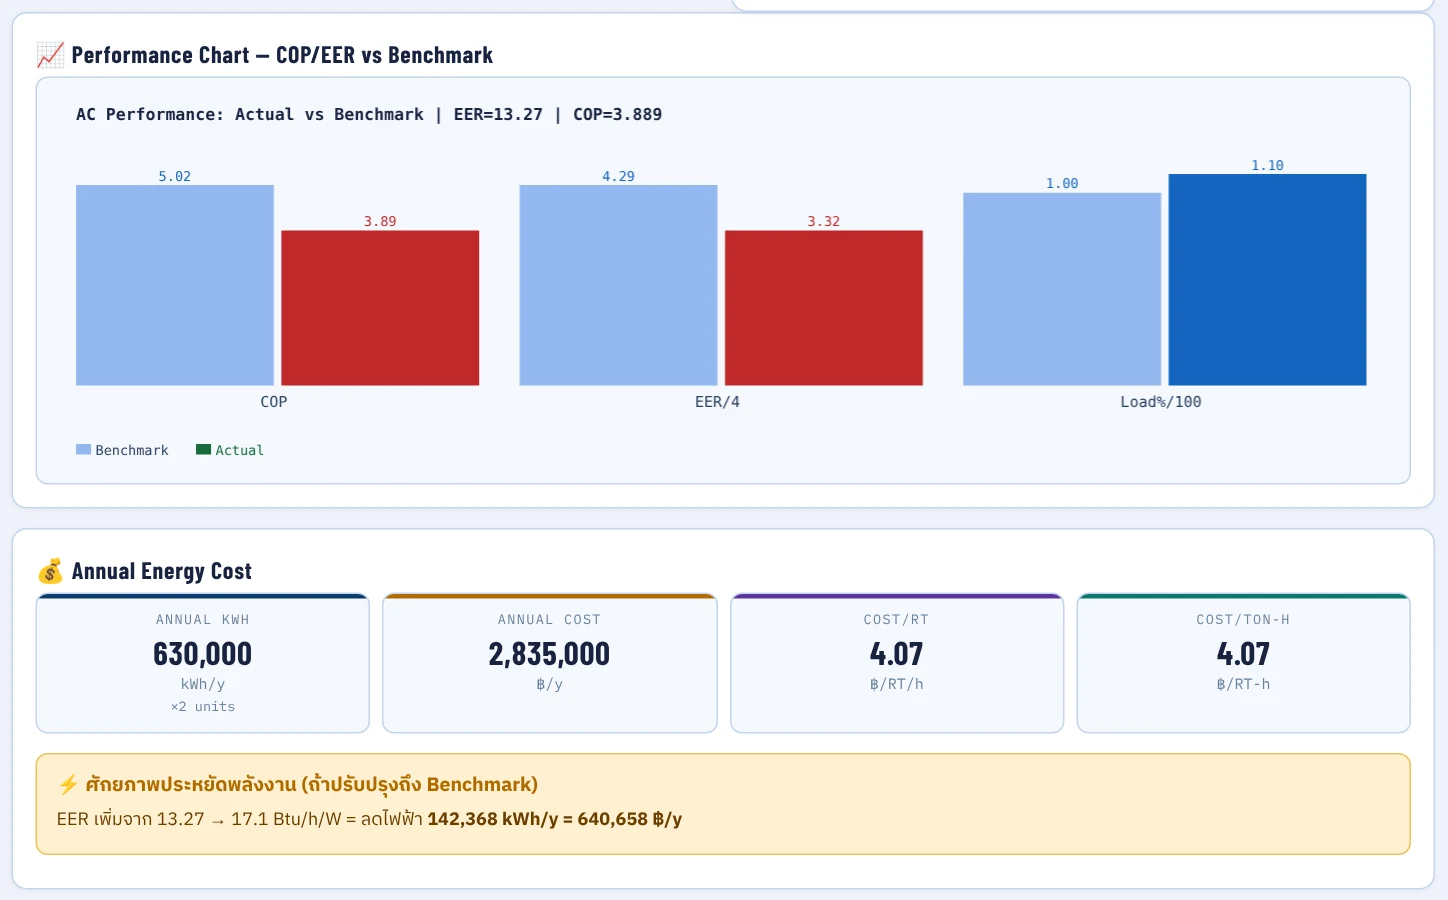 📈 Performance Chart — COP/EER vs Benchmark
AC Performance: Actual vs Benchmark | EER=13.27 | COP=3.889
5.02
3.89
4.29
3.32
1.00
1.10
COP
EER/4
Load%/100
Benchmark
Actual
💰 Annual Energy Cost
ANNUAL KWH
630,000
kWh/y
×2 units
ANNUAL COST
2,835,000
฿/y
COST/RT
4.07
฿/RT/h
COST/TON-H
4.07
฿/RT-h
⚡ ศักยภาพประหยัดพลังงาน (ถ้าปรับปรุงถึง Benchmark)
EER เพิ่มจาก 13.27 → 17.1 Btu/h/W = ลดไฟฟ้า 142,368 kWh/y = 640,658 ฿/y